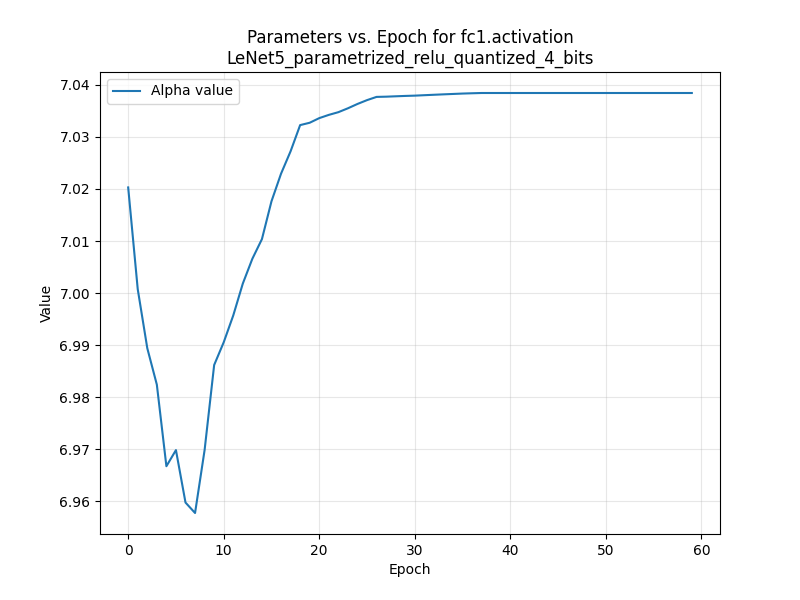 Parameters vs. Epoch for fc1.activation
LeNet5_parametrized_relu_quantized_4_bits
Alpha value
7.04
7.03
7.02
7.01
7.00
6.99
6.98
6.97
6.96
Value
0 10 20 30 40 50 60
Epoch